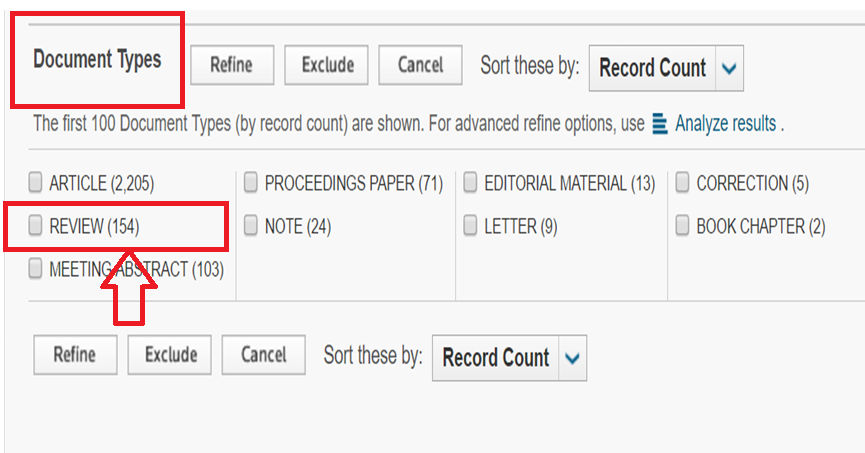 Document Types Refine Exclude Cancel Sort these by: Record Count
The first 100 Document Types (by record count) are shown. For advanced refine options, use Analyze results .
ARTICLE (2,205) PROCEEDINGS PAPER (71) EDITORIAL MATERIAL (13) CORRECTION (5)
REVIEW (154) NOTE (24) LETTER (9) BOOK CHAPTER (2)
MEETING ABSTRACT (103)
Refine Exclude Cancel Sort these by: Record Count